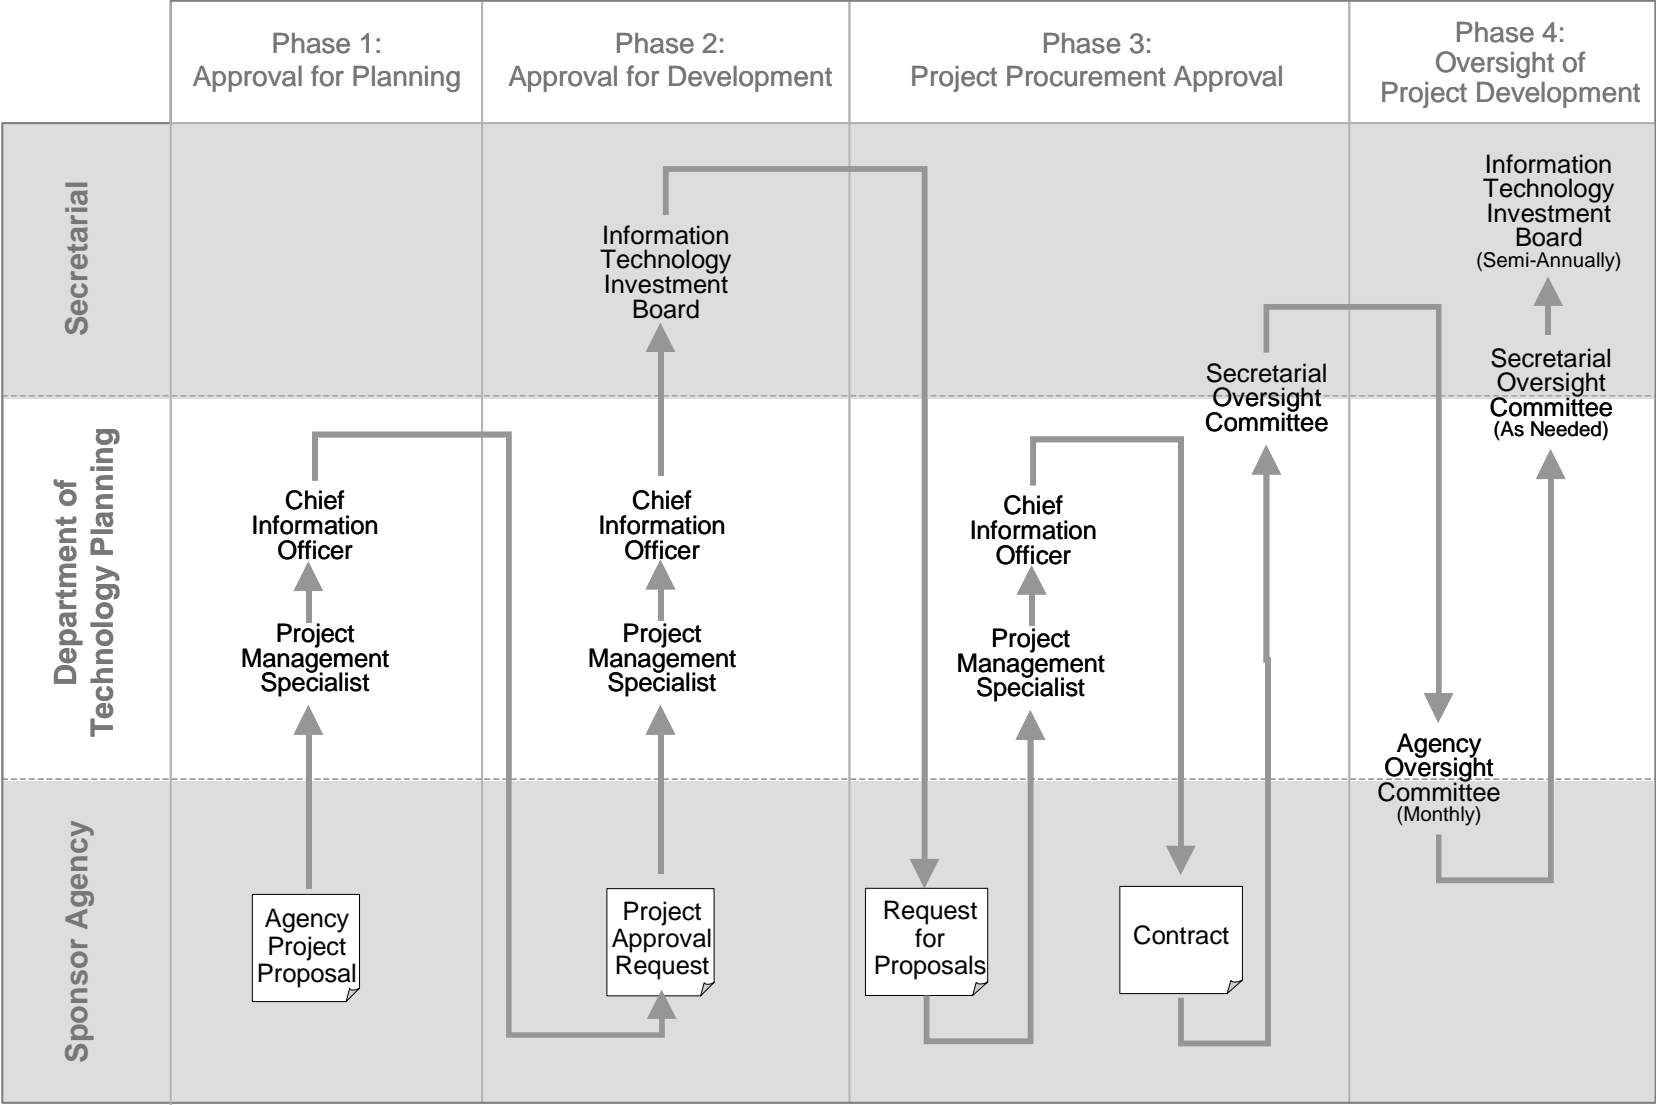 Phase 1:
Approval for Planning
Phase 2:
Approval for Development
Phase 3:
Project Procurement Approval
Phase 4:
Oversight of
Project Development
Secretarial
Information
Technology
Investment
Board
Secretarial
Oversight
Committee
Information
Technology
Investment
Board
(Semi-Annually)
Secretarial
Oversight
Committee
(As Needed)
Department of
Technology Planning
Chief
Information
Officer
Project
Management
Specialist
Chief
Information
Officer
Project
Management
Specialist
Chief
Information
Officer
Project
Management
Specialist
Agency
Oversight
Committee
(Monthly)
Sponsor Agency
Agency
Project
Proposal
Project
Approval
Request
Request
for
Proposals
Contract